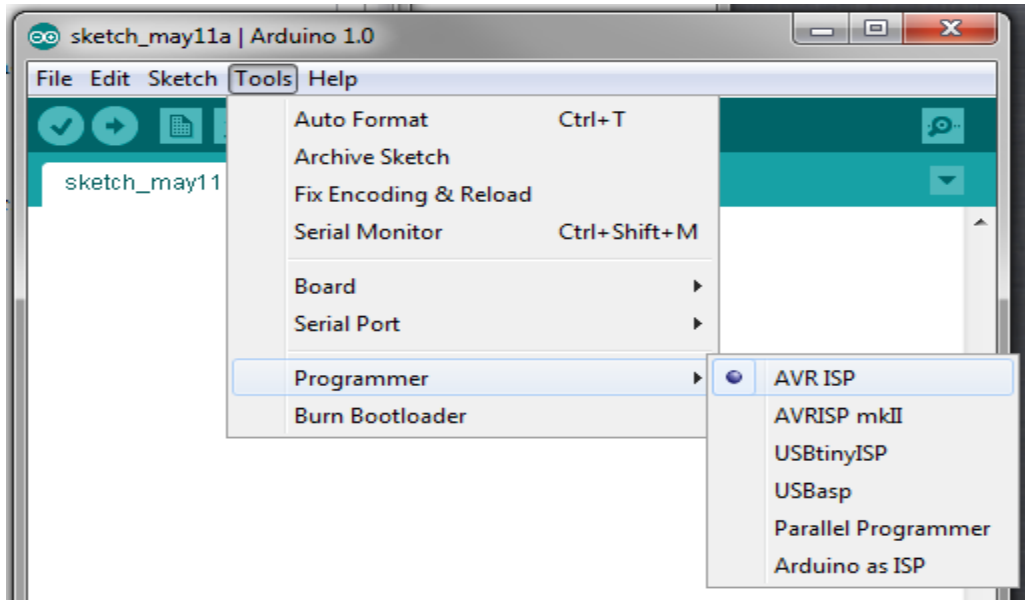 sketch_may11a | Arduino 1.0
File Edit Sketch Tools Help
Auto Format Ctrl+T
Archive Sketch
sketch_may11
Fix Encoding & Reload
Serial Monitor Ctrl+Shift+M
Board
Serial Port
Programmer
Burn Bootloader
AVR ISP
AVRISP mkII
USBtinyISP
USBasp
Parallel Programmer
Arduino as ISP